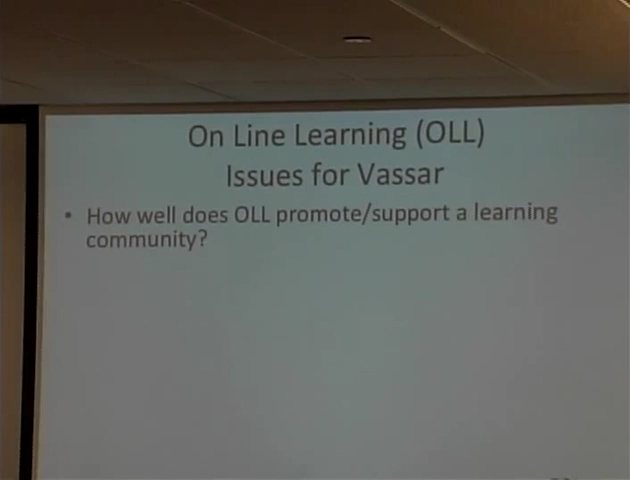 On Line Learning (OLL)
Issues for Vassar
• How well does OLL promote/support a learning
community?